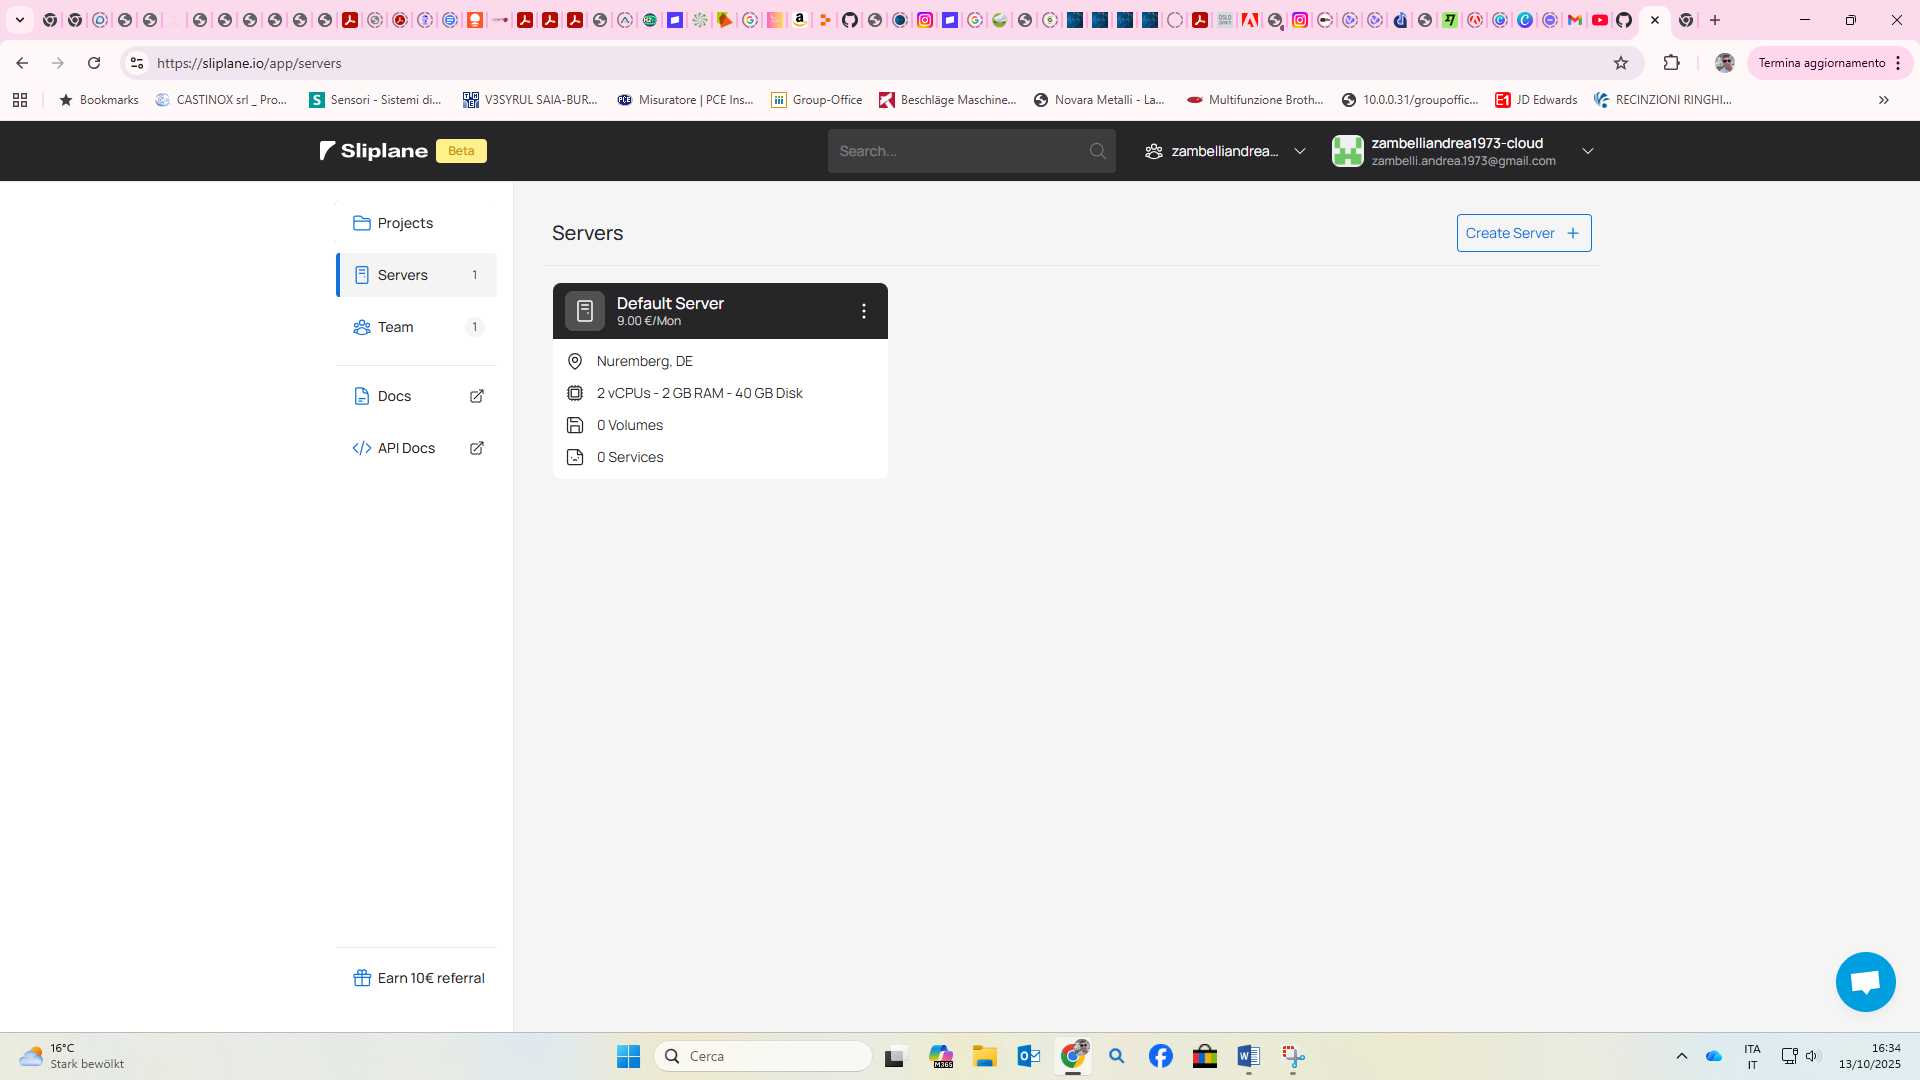 https://sliplane.io/app/servers
Termina aggiornamento
Bookmarks
CASTINOX srl _ Pro...
Sensori - Sistemi di...
V3SYRUL SAIA-BUR...
Misuratore | PCE Ins...
Group-Office
Beschläge Maschine...
Novara Metalli - La...
Multifunzione Broth...
10.0.0.31/groupoffic...
JD Edwards
RECINZIONI RINGHI...
Sliplane Beta
Search...
zambelliandrea...
zambelliandrea1973-cloud
zambelli.andrea.1973@gmail.com
Projects
Servers 1
Team 1
Docs
API Docs
Earn 10€ referral
Servers
Create Server
Default Server
9.00 €/Mon
Nuremberg, DE
2 vCPUs - 2 GB RAM - 40 GB Disk
0 Volumes
0 Services
16°C
Stark bewölkt
Cerca
M365
ITA
IT
16:34
13/10/2025